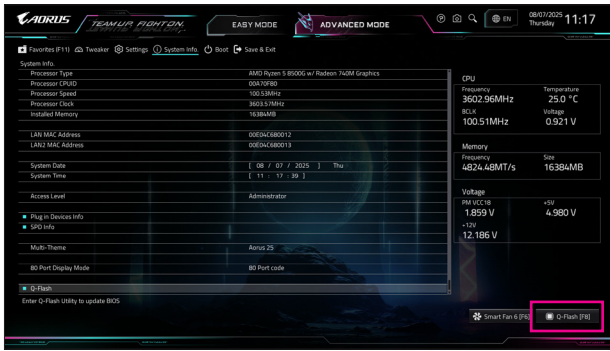 AORUS
TEAM UP. FIGHT ON.
EASY MODE
ADVANCED MODE
EN
08/07/2025 Thursday 11:17
Favorites (F11) Tweaker Settings System Info. Boot Save & Exit
System Info.
Processor Type AMD Ryzen 5 8500G w/ Radeon 740M Graphics
Processor CPUID 00A70F80
Processor Speed 100.53MHz
Processor Clock 3603.57MHz
Installed Memory 16384MB
LAN MAC Address 00E04C680012
LAN2 MAC Address 00E04C680013
System Date [ 08 / 07 / 2025 ] Thu
System Time [ 11 : 17 : 39 ]
Access Level Administrator
Plug in Devices Info
SPD Info
Multi-Theme Aorus 25
80 Port Display Mode 80 Port code
Q-Flash
Enter Q-Flash Utility to update BIOS
CPU
Frequency Temperature
3602.96MHz 25.0 °C
BCLK Voltage
100.51MHz 0.921 V
Memory
Frequency Size
4824.48MT/s 16384MB
Voltage
PM VCC18 +5V
1.859 V 4.980 V
+12V
12.186 V
Smart Fan 6 [F6] Q-Flash [F8]